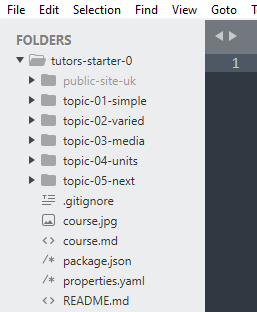 File Edit Selection Find View Goto T
FOLDERS
tutors-starter-0
1
public-site-uk
topic-01-simple
topic-02-varied
topic-03-media
topic-04-units
topic-05-next
.gitignore
course.jpg
<> course.md
/* package.json
/* properties.yaml
<> README.md